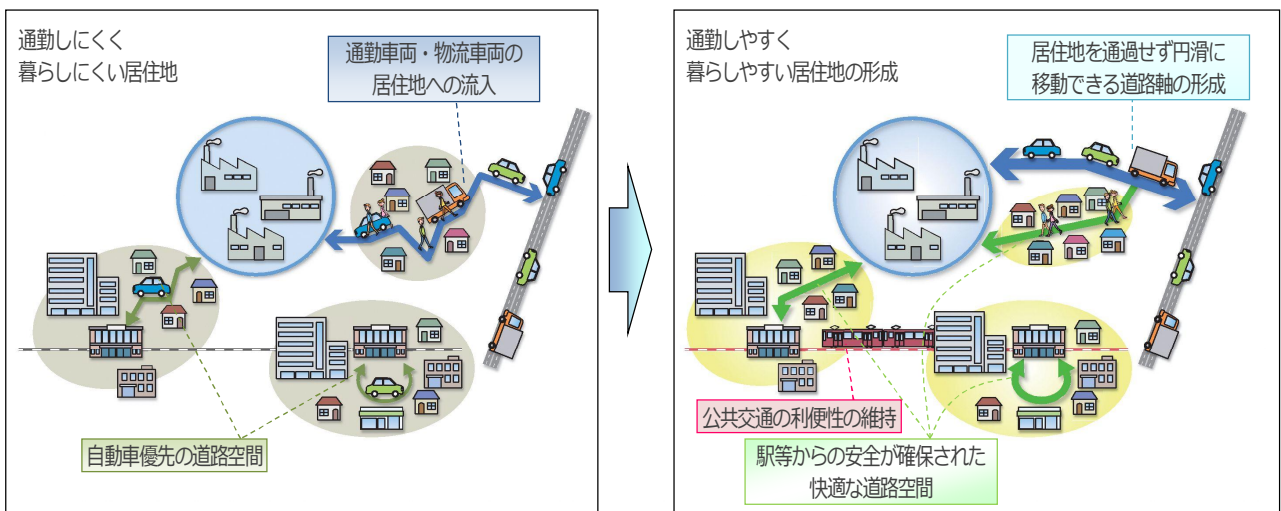 通勤しにくく
暮らしにくい居住地
通勤車両・物流車両の
居住地への流入
自動車優先の道路空間
通勤しやすく
暮らしやすい居住地の形成
居住地を通過せず円滑に
移動できる道路軸の形成
公共交通の利便性の維持
駅等からの安全が確保された
快適な道路空間